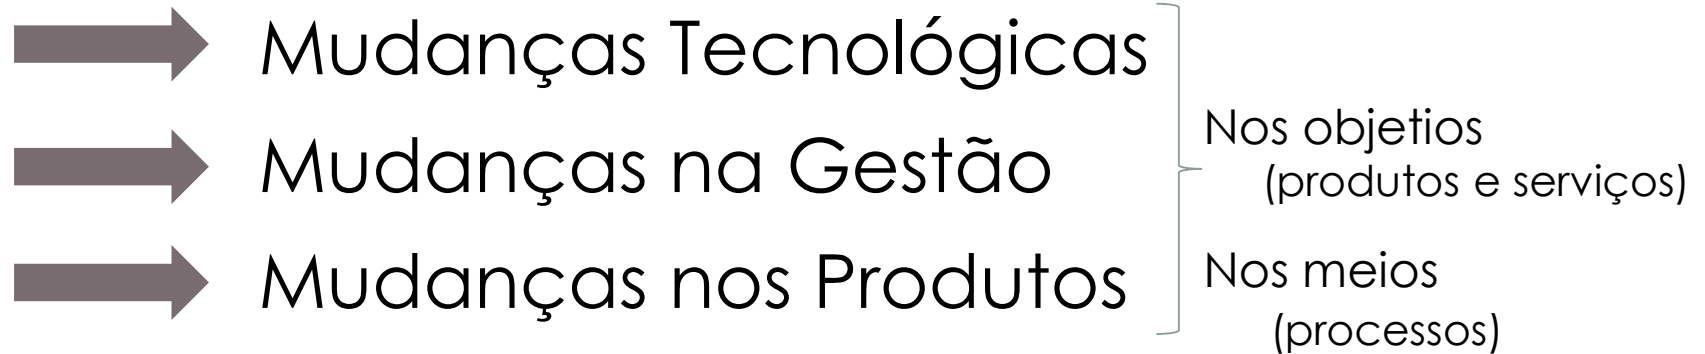 Mudanças Tecnológicas
Mudanças na Gestão
Mudanças nos Produtos
Nos objetios
(produtos e serviços)
Nos meios
(processos)